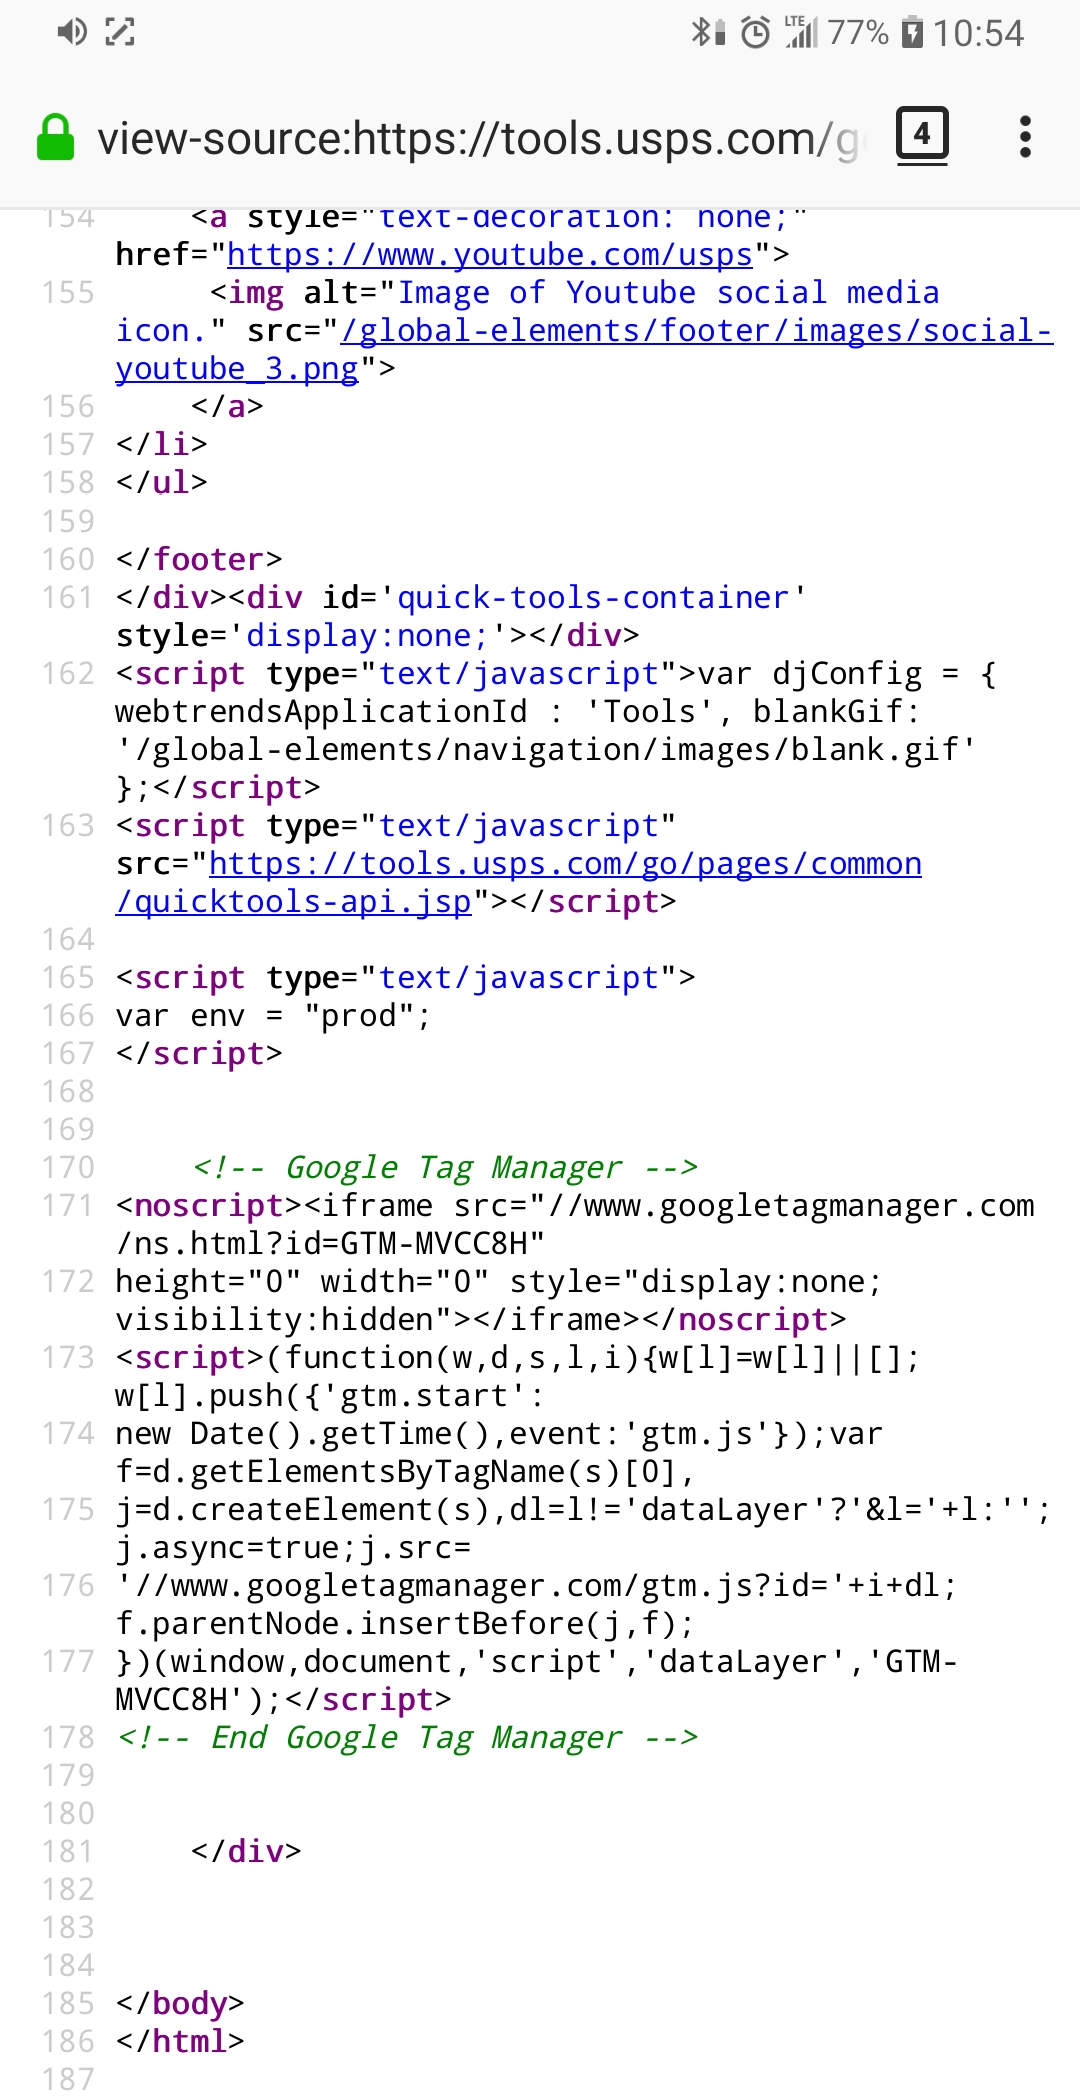 LTE 77% 10:54
view-source:https://tools.usps.com/g 4
154 <a style="text-decoration: none;"
href="https://www.youtube.com/usps">
155 <img alt="Image of Youtube social media
icon." src="/global-elements/footer/images/social-
youtube_3.png">
156 </a>
157 </li>
158 </ul>
159
160 </footer>
161 </div><div id='quick-tools-container'
style='display:none;'></div>
162 <script type="text/javascript">var djConfig = {
webtrendsApplicationId : 'Tools', blankGif:
'/global-elements/navigation/images/blank.gif'
};</script>
163 <script type="text/javascript"
src="https://tools.usps.com/go/pages/common
/quicktools-api.jsp"></script>
164
165 <script type="text/javascript">
166 var env = "prod";
167 </script>
168
169
170 <!-- Google Tag Manager -->
171 <noscript><iframe src="//www.googletagmanager.com
/ns.html?id=GTM-MVCC8H"
172 height="0" width="0" style="display:none;
visibility:hidden"></iframe></noscript>
173 <script>(function(w,d,s,l,i){w[l]=w[l]||[];
w[l].push({'gtm.start':
174 new Date().getTime(),event:'gtm.js'});var
f=d.getElementsByTagName(s)[0],
175 j=d.createElement(s),dl=l!='dataLayer'?'&l='+l:'';
j.async=true;j.src=
176 '//www.googletagmanager.com/gtm.js?id='+i+dl;
f.parentNode.insertBefore(j,f);
177 })(window,document,'script','dataLayer','GTM-
MVCC8H');</script>
178 <!-- End Google Tag Manager -->
179
180
181 </div>
182
183
184
185 </body>
186 </html>
187